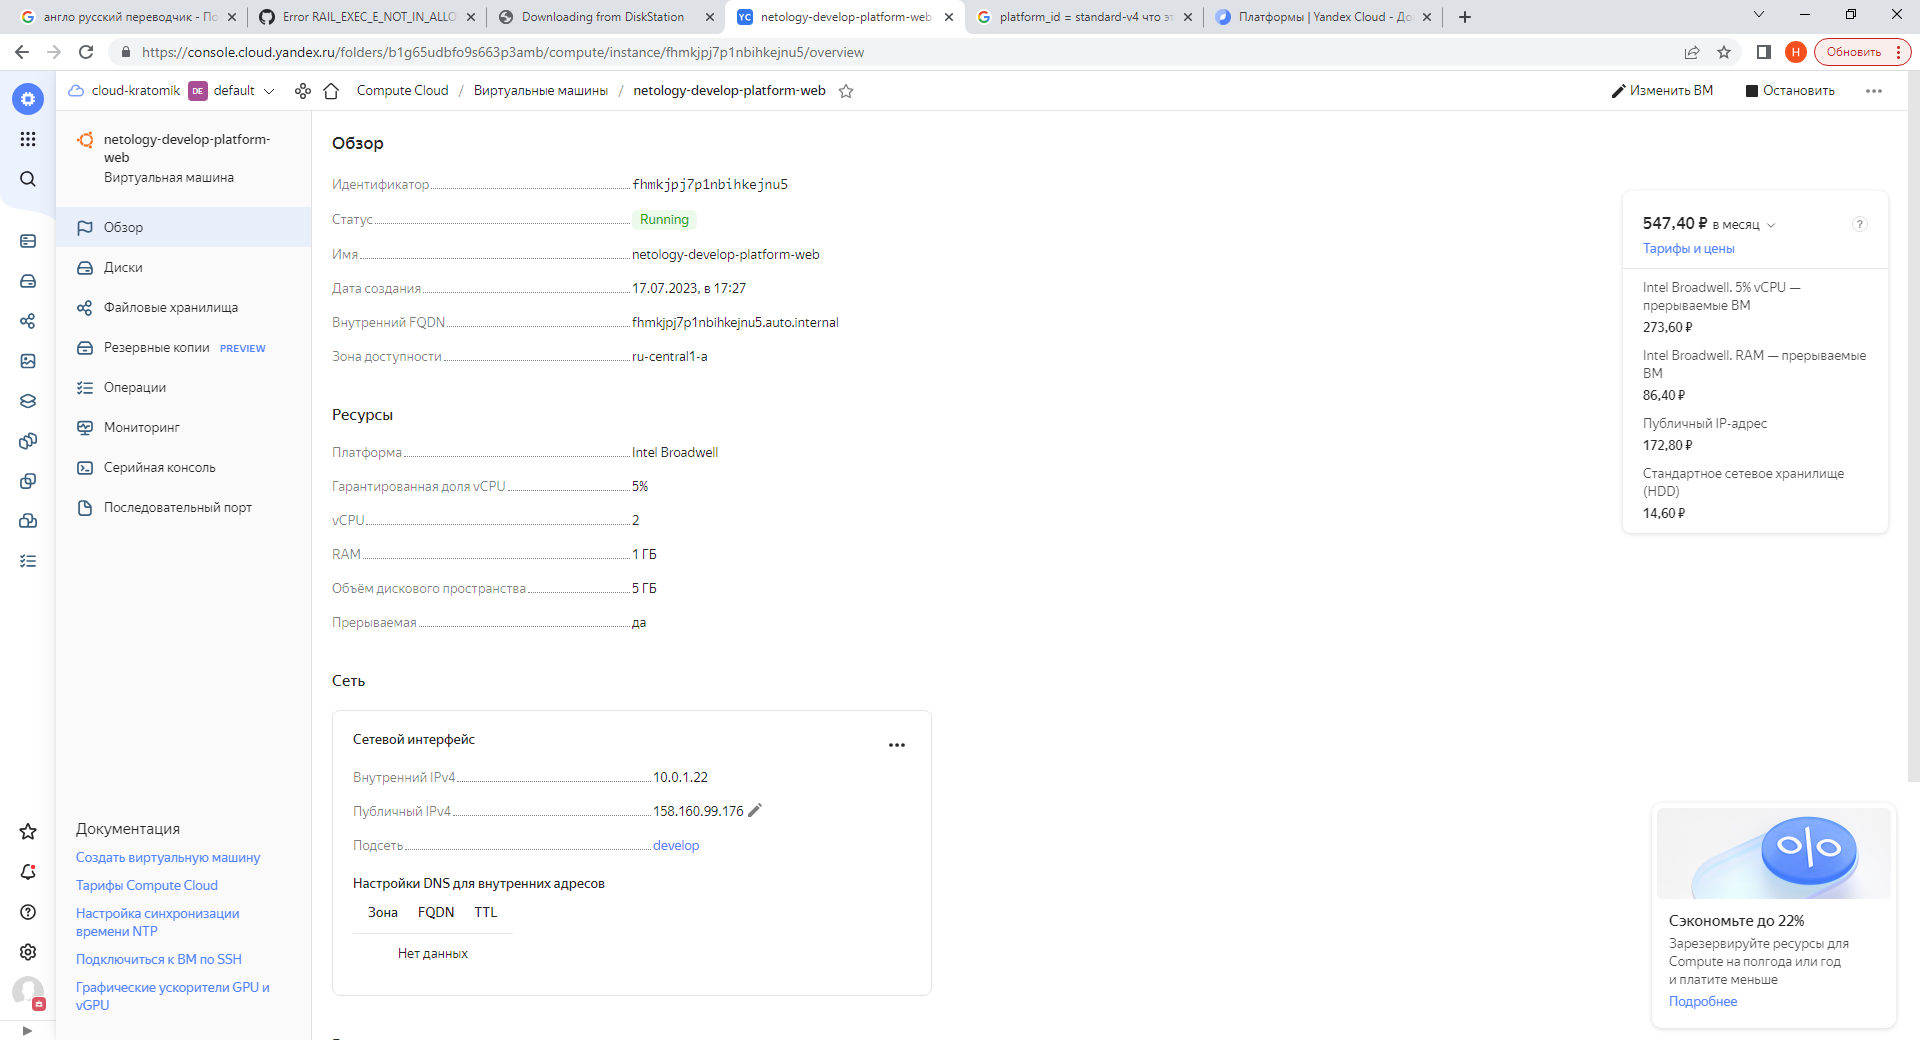 англо русский переводчик - По
Error RAIL_EXEC_E_NOT_IN_ALLO
Downloading from DiskStation
YC
netology-develop-platform-web
platform_id = standard-v4 что эт
Платформы | Yandex Cloud - До
https://console.cloud.yandex.ru/folders/b1g65udbfo9s663p3amb/compute/instance/fhmkjpj7p1nbihkejnu5/overview
Н
Обновить
cloud-kratomik
DE
default
Compute Cloud / Виртуальные машины / netology-develop-platform-web
Изменить ВМ
Остановить
netology-develop-platform-
web
Виртуальная машина
Обзор
Диски
Файловые хранилища
Резервные копии PREVIEW
Операции
Мониторинг
Серийная консоль
Последовательный порт
Документация
Создать виртуальную машину
Тарифы Compute Cloud
Настройка синхронизации
времени NTP
Подключиться к ВМ по SSH
Графические ускорители GPU и
vGPU
Обзор
Идентификатор fhmkjpj7p1nbihkejnu5
Статус Running
Имя netology-develop-platform-web
Дата создания 17.07.2023, в 17:27
Внутренний FQDN fhmkjpj7p1nbihkejnu5.auto.internal
Зона доступности ru-central1-a
Ресурсы
Платформа Intel Broadwell
Гарантированная доля vCPU 5%
vCPU 2
RAM 1 ГБ
Объём дискового пространства 5 ГБ
Прерываемая да
Сеть
Сетевой интерфейс
Внутренний IPv4 10.0.1.22
Публичный IPv4 158.160.99.176
Подсеть develop
Настройки DNS для внутренних адресов
Зона FQDN TTL
Нет данных
547,40 ₽ в месяц
?
Тарифы и цены
Intel Broadwell. 5% vCPU —
прерываемые ВМ
273,60 ₽
Intel Broadwell. RAM — прерываемые
ВМ
86,40 ₽
Публичный IP-адрес
172,80 ₽
Стандартное сетевое хранилище
(HDD)
14,60 ₽
%
Сэкономьте до 22%
Зарезервируйте ресурсы для
Compute на полгода или год
и платите меньше
Подробнее